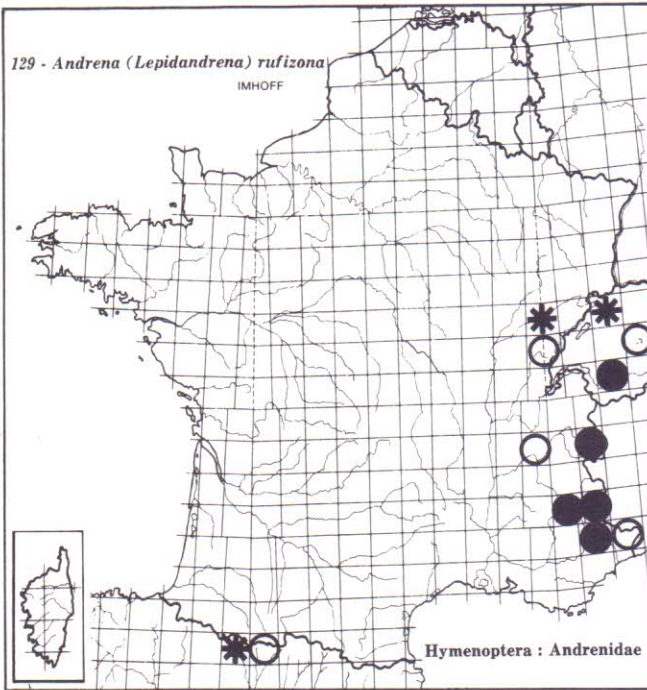 129 - Andrena (Lepidandrena) rufizona
IMHOFF
Hymenoptera : Andrenidae